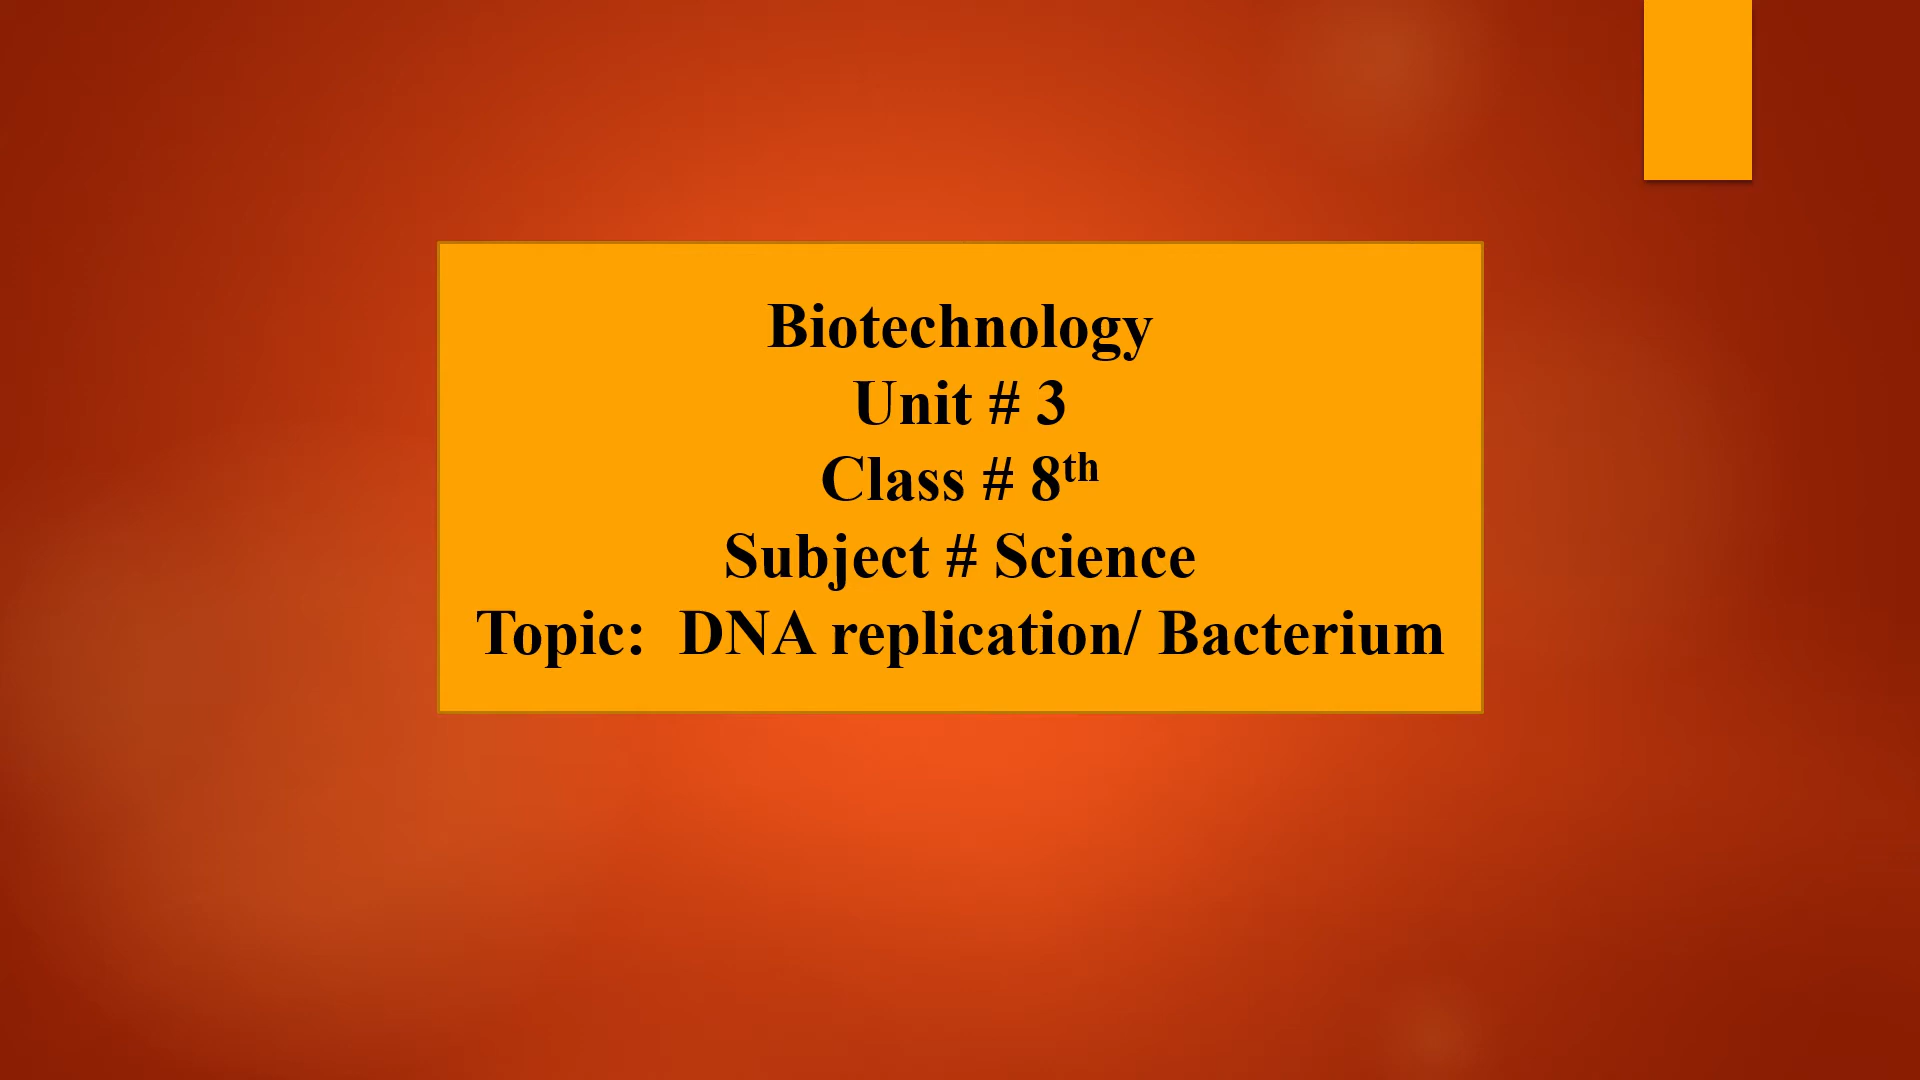 Biotechnology
Unit # 3
Class # 8th
Subject # Science
Topic:  DNA replication/ Bacterium